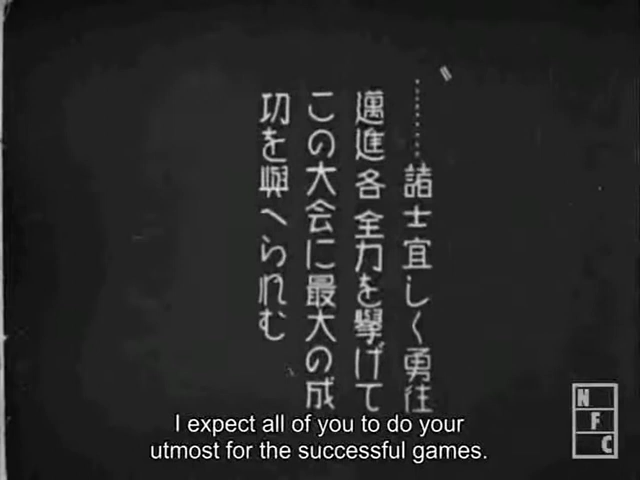 〃
………諸士宜しく勇往
邁進各全力を擧げて
この大会に最大の成
功を與へられむ
I expect all of you to do your
utmost for the successful games.
N
F
C